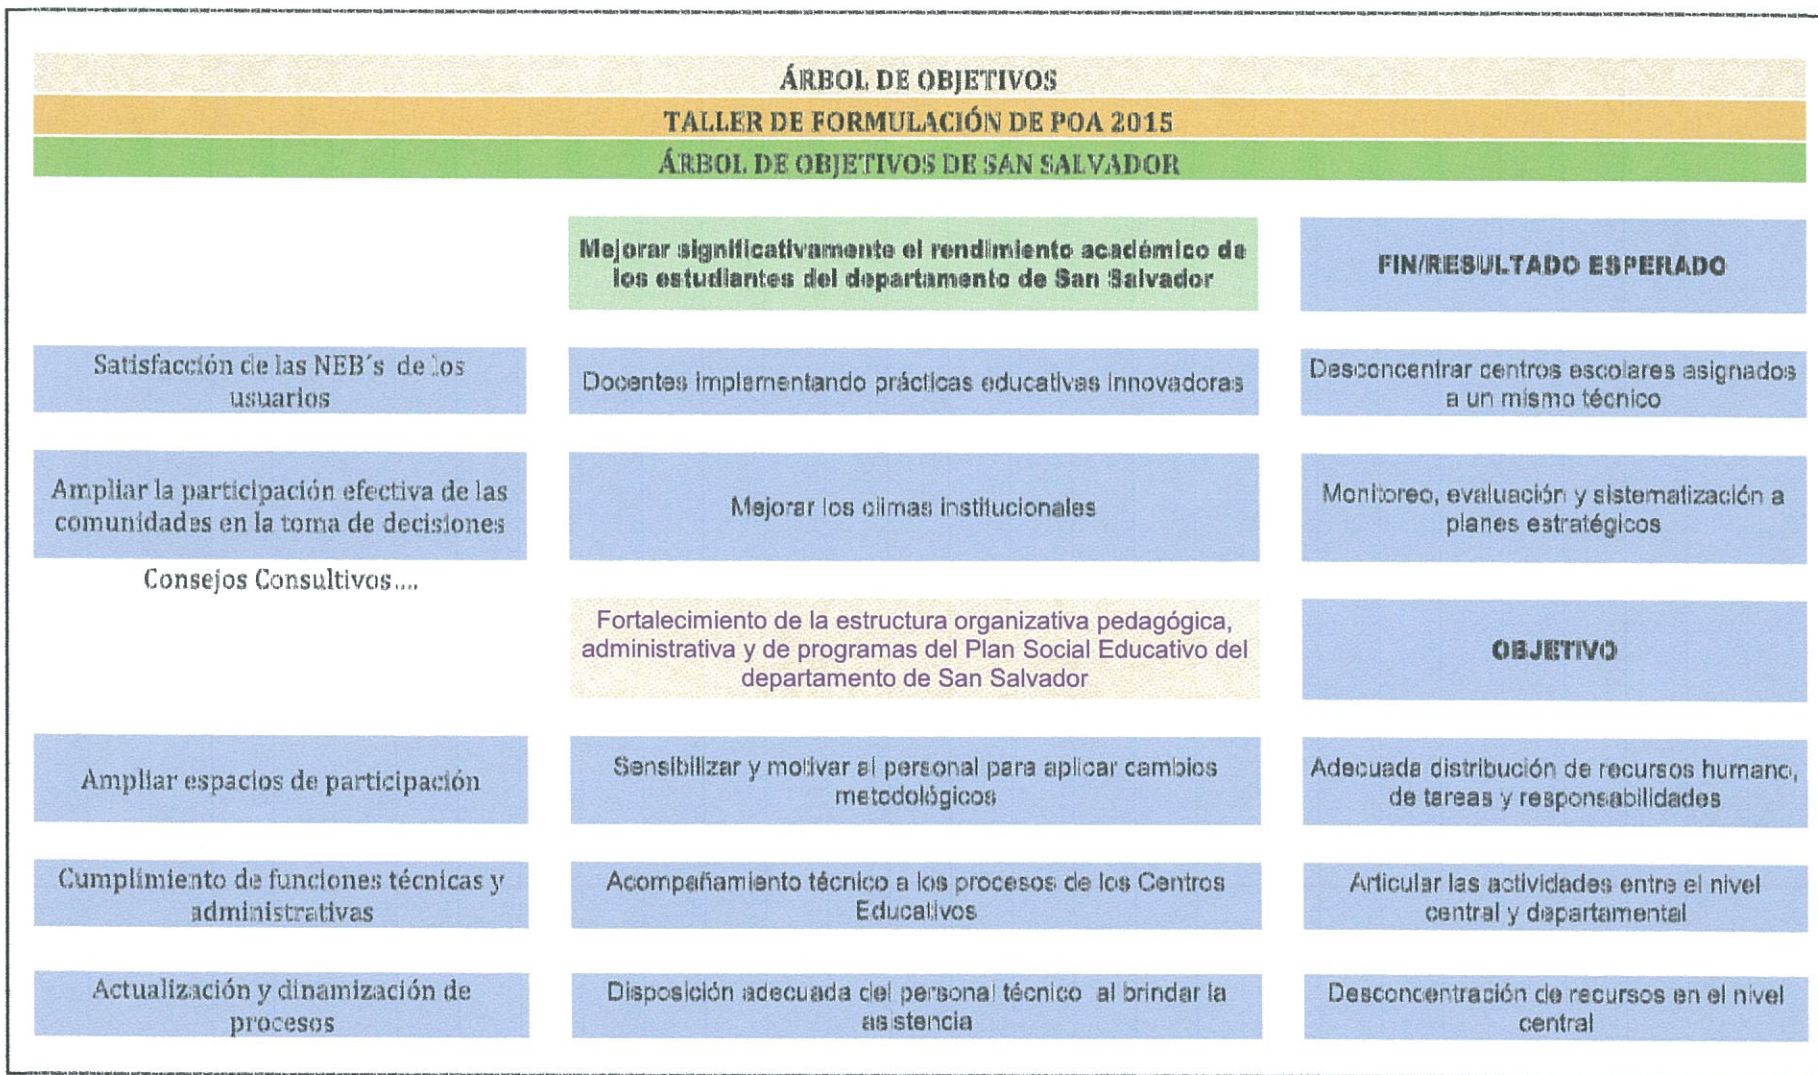 ÁRBOL DE OBJETIVOS
TALLER DE FORMULACIÓN DE POA 2015
ÁRBOL DE OBJETIVOS DE SAN SALVADOR
Mejorar significativamente el rendimiento académico de
los estudiantes del departamento de San Salvador
FIN/RESULTADO ESPERADO
Satisfacción de las NEB´s de los
usuarios
Docentes implementando prácticas educativas innovadoras
Desconcentrar centros escolares asignados
a un mismo técnico
Ampliar la participación efectiva de las
comunidades en la toma de decisiones
Mejorar los climas institucionales
Monitoreo, evaluación y sistematización a
planes estratégicos
Consejos Consultivos....
Fortalecimiento de la estructura organizativa pedagógica,
administrativa y de programas del Plan Social Educativo del
departamento de San Salvador
OBJETIVO
Ampliar espacios de participación
Sensibilizar y motivar al personal para aplicar cambios
metodológicos
Adecuada distribución de recursos humano,
de tareas y responsabilidades
Cumplimiento de funciones técnicas y
administrativas
Acompañamiento técnico a los procesos de los Centros
Educativos
Articular las actividades entre el nivel
central y departamental
Actualización y dinamización de
procesos
Disposición adecuada del personal técnico al brindar la
asistencia
Desconcentración de recursos en el nivel
central